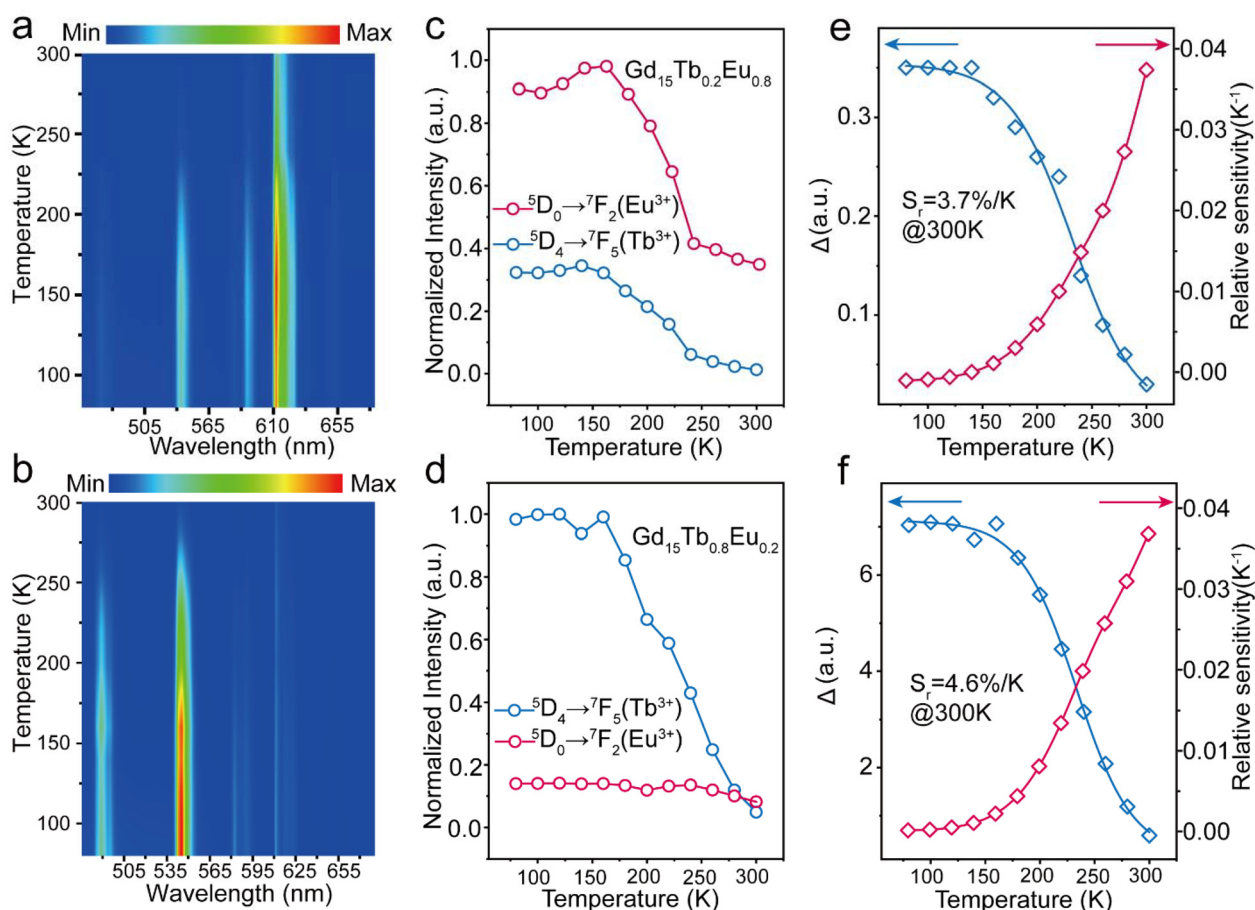 a
Min Max
300
250
200
150
100
Temperature (K)
505 565 610 655
Wavelength (nm)
b
Min Max
300
250
200
150
100
Temperature (K)
505 535 565 595 625 655
Wavelength (nm)
c
Gd₁₅Tb₀.₂Eu₀.₈
⁵D₀→⁷F₂(Eu³⁺)
⁵D₄→⁷F₅(Tb³⁺)
1.0
0.8
0.6
0.4
0.2
0.0
Normalized Intensity (a.u.)
100 150 200 250 300
Temperature (K)
d
Gd₁₅Tb₀.₈Eu₀.₂
⁵D₄→⁷F₅(Tb³⁺)
⁵D₀→⁷F₂(Eu³⁺)
1.0
0.8
0.6
0.4
0.2
0.0
Normalized Intensity (a.u.)
100 150 200 250 300
Temperature (K)
e
Sᵣ=3.7%/K
@300K
0.3
0.2
0.1
Δ(a.u.)
0.04
0.03
0.02
0.01
0.00
Relative sensitivity(K⁻¹)
100 150 200 250 300
Temperature (K)
f
Sᵣ=4.6%/K
@300K
6
4
2
Δ (a.u.)
0.04
0.03
0.02
0.01
0.00
Relative sensitivity(K⁻¹)
100 150 200 250 300
Temperature (K)